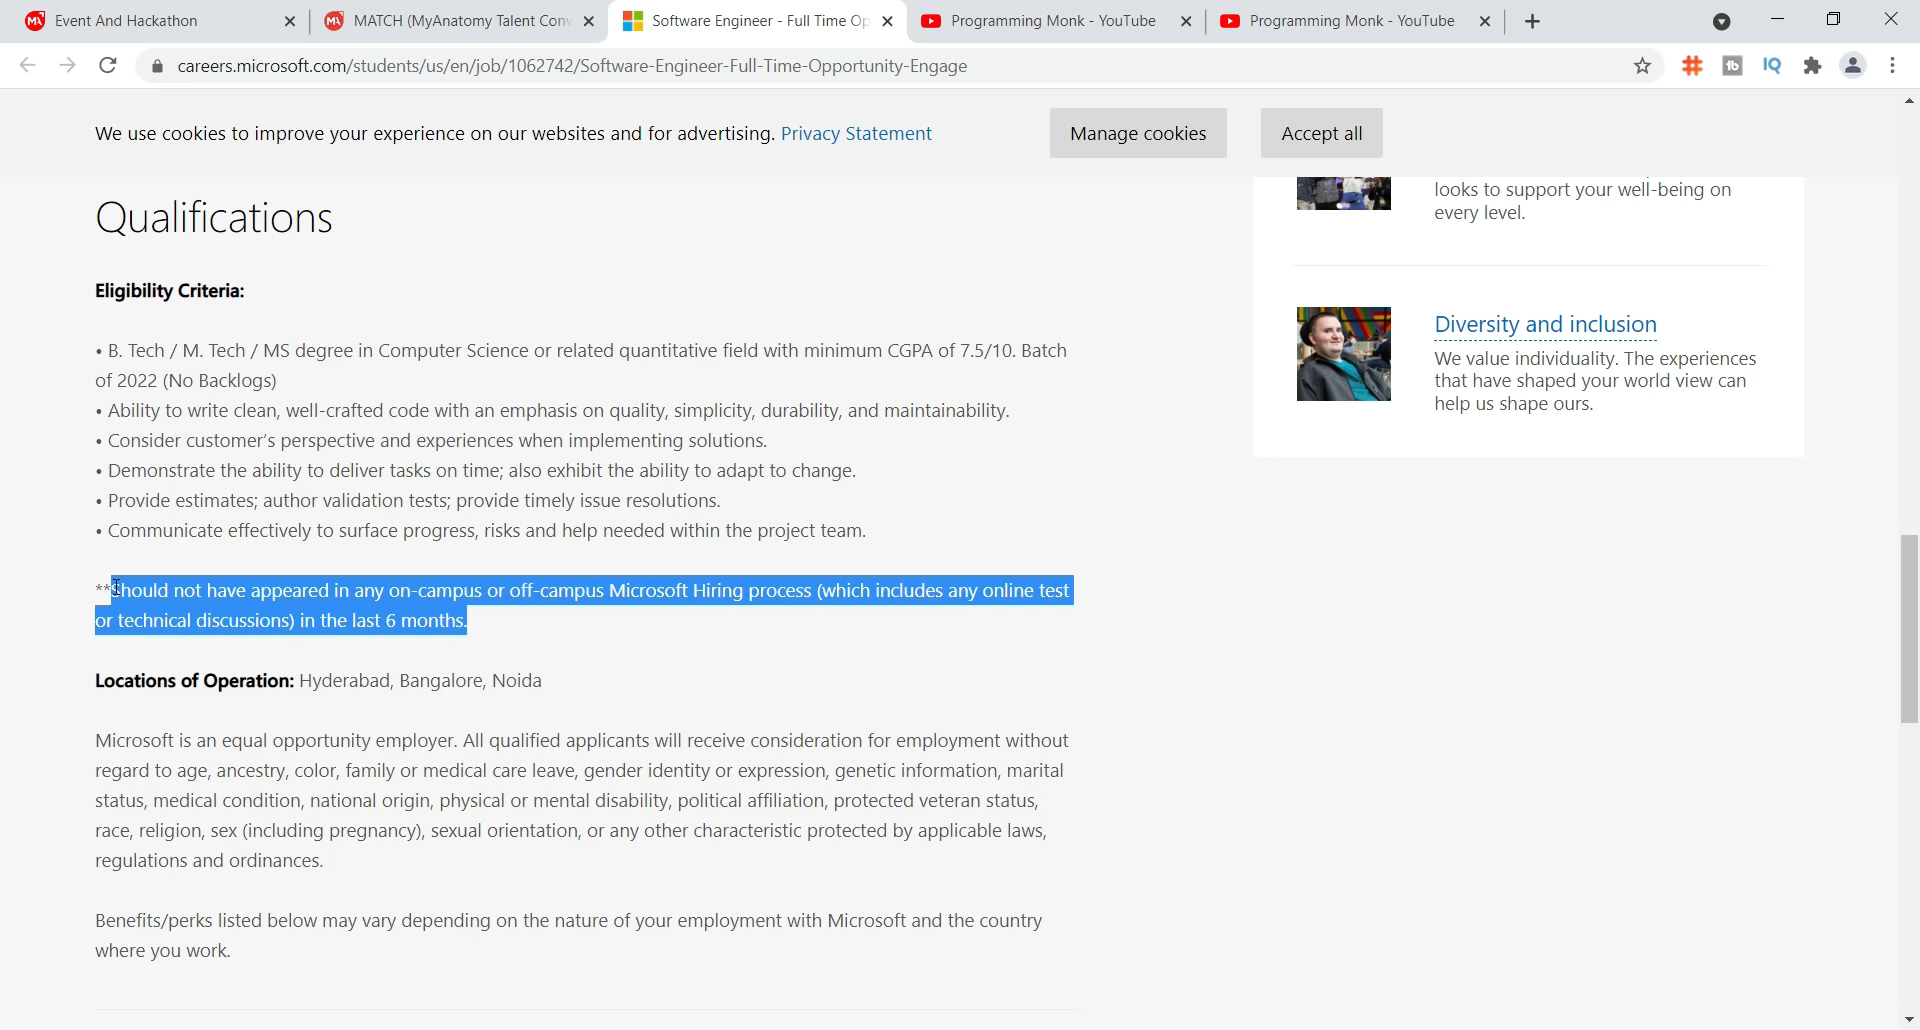 Event And Hackathon
MATCH (MyAnatomy Talent Conv
Software Engineer - Full Time Op
Programming Monk - YouTube
Programming Monk - YouTube
careers.microsoft.com/students/us/en/job/1062742/Software-Engineer-Full-Time-Opportunity-Engage
We use cookies to improve your experience on our websites and for advertising. Privacy Statement
Manage cookies
Accept all
Qualifications
Eligibility Criteria:
• B. Tech / M. Tech / MS degree in Computer Science or related quantitative field with minimum CGPA of 7.5/10. Batch
of 2022 (No Backlogs)
• Ability to write clean, well-crafted code with an emphasis on quality, simplicity, durability, and maintainability.
• Consider customer's perspective and experiences when implementing solutions.
• Demonstrate the ability to deliver tasks on time; also exhibit the ability to adapt to change.
• Provide estimates; author validation tests; provide timely issue resolutions.
• Communicate effectively to surface progress, risks and help needed within the project team.
**Should not have appeared in any on-campus or off-campus Microsoft Hiring process (which includes any online test
or technical discussions) in the last 6 months.
Locations of Operation: Hyderabad, Bangalore, Noida
Microsoft is an equal opportunity employer. All qualified applicants will receive consideration for employment without
regard to age, ancestry, color, family or medical care leave, gender identity or expression, genetic information, marital
status, medical condition, national origin, physical or mental disability, political affiliation, protected veteran status,
race, religion, sex (including pregnancy), sexual orientation, or any other characteristic protected by applicable laws,
regulations and ordinances.
Benefits/perks listed below may vary depending on the nature of your employment with Microsoft and the country
where you work.
looks to support your well-being on
every level.
Diversity and inclusion
We value individuality. The experiences
that have shaped your world view can
help us shape ours.